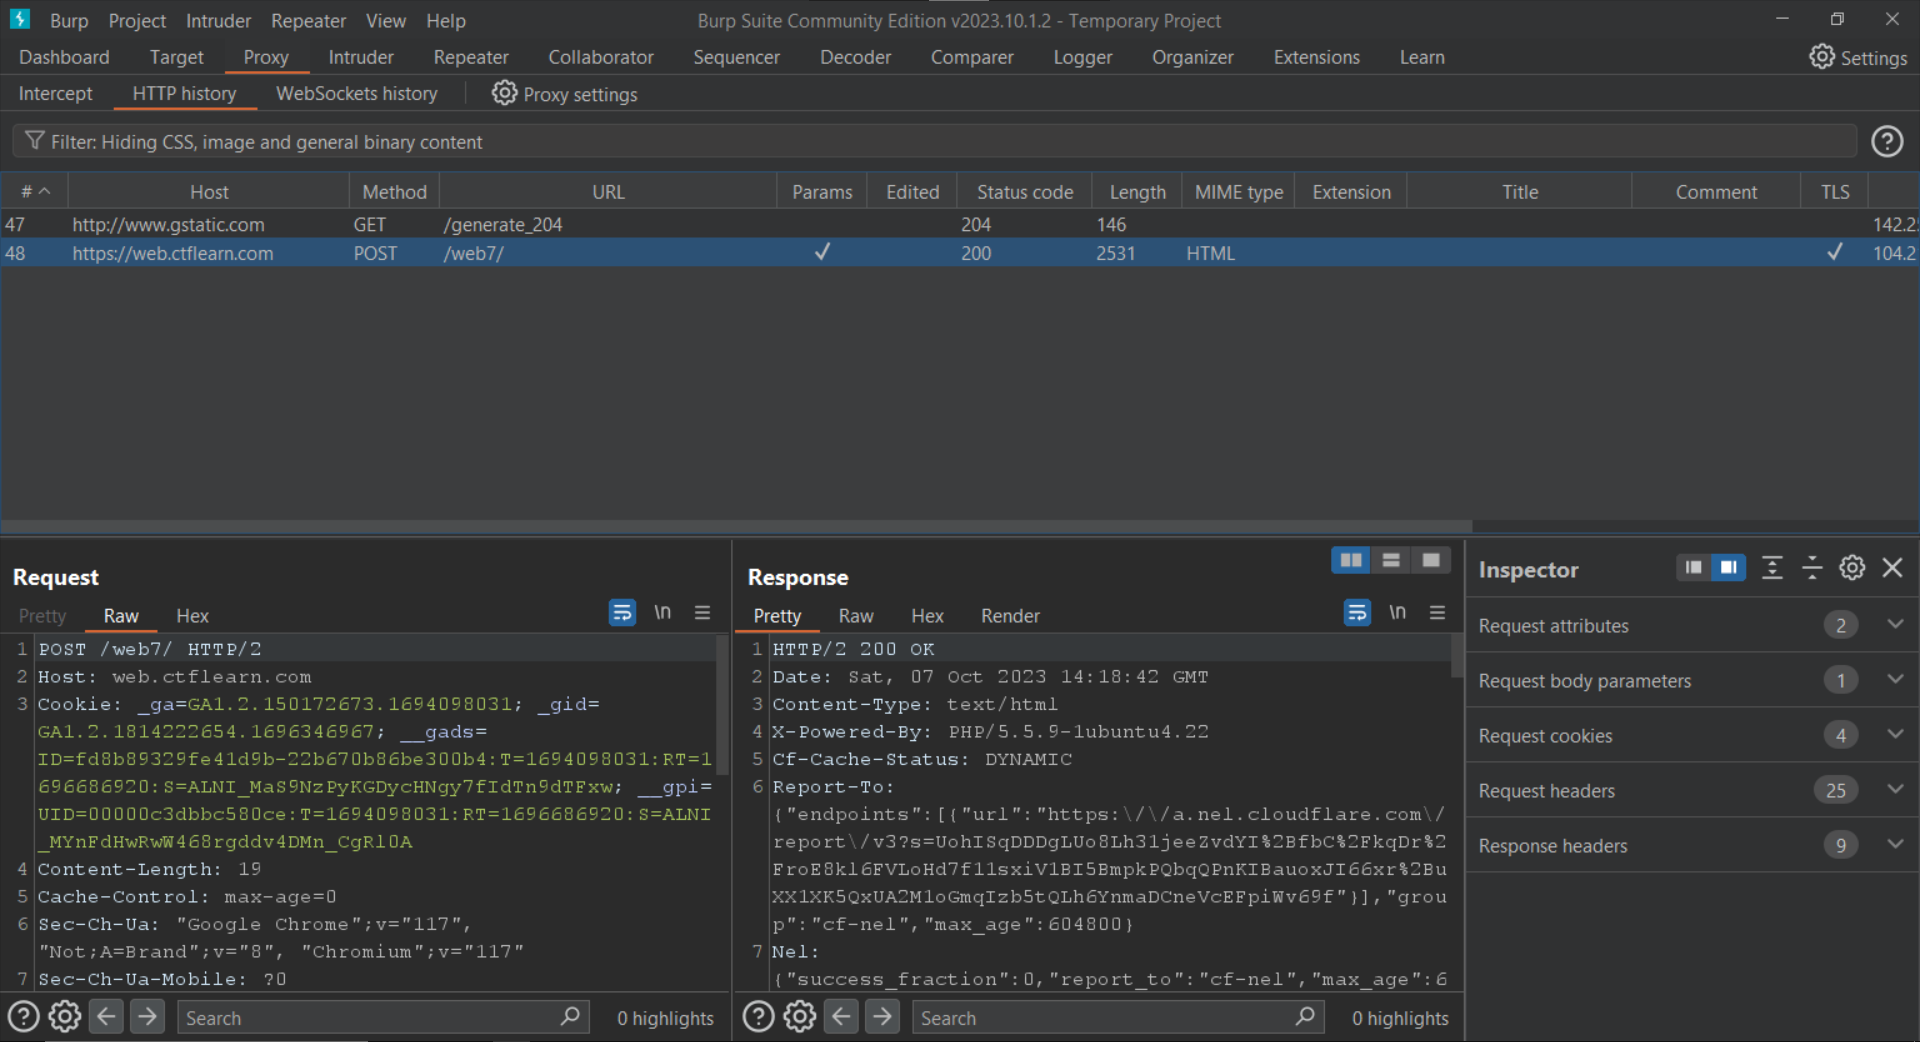 Burp Project Intruder Repeater View Help Burp Suite Community Edition v2023.10.1.2 - Temporary Project
Dashboard Target Proxy Intruder Repeater Collaborator Sequencer Decoder Comparer Logger Organizer Extensions Learn Settings
Intercept HTTP history WebSockets history Proxy settings
Filter: Hiding CSS, image and general binary content
# Host Method URL Params Edited Status code Length MIME type Extension Title Comment TLS
47 http://www.gstatic.com GET /generate_204 204 146 142.2
48 https://web.ctflearn.com POST /web7/ ✓ 200 2531 HTML ✓ 104.2
Request
Pretty Raw Hex \n
1 POST /web7/ HTTP/2
2 Host: web.ctflearn.com
3 Cookie: _ga=GA1.2.150172673.1694098031; _gid=
GA1.2.1814222654.1696346967; __gads=
ID=fd8b89329fe41d9b-22b670b86be300b4:T=1694098031:RT=1
696686920:S=ALNI_MaS9NzPyKGDycHNgy7fIdTn9dTFxw; __gpi=
UID=00000c3dbbc580ce:T=1694098031:RT=1696686920:S=ALNI
_MYnFdHwRwW468rgddv4DMn_CgRl0A
4 Content-Length: 19
5 Cache-Control: max-age=0
6 Sec-Ch-Ua: "Google Chrome";v="117",
"Not;A=Brand";v="8", "Chromium";v="117"
7 Sec-Ch-Ua-Mobile: ?0
Search 0 highlights
Response
Pretty Raw Hex Render \n
1 HTTP/2 200 OK
2 Date: Sat, 07 Oct 2023 14:18:42 GMT
3 Content-Type: text/html
4 X-Powered-By: PHP/5.5.9-1ubuntu4.22
5 Cf-Cache-Status: DYNAMIC
6 Report-To:
{"endpoints":[{"url":"https:\/\/a.nel.cloudflare.com\/
report\/v3?s=UohISqDDDgLUo8Lh31jeeZvdYI%2BfbC%2FkqDr%2
FroE8kl6FVLoHd7f11sxiV1BI5BmpkPQbqQPnKIBauoxJI66xr%2Bu
XX1XK5QxUA2M1oGmqIzb5tQLh6YnmaDCneVcEFpiWv69f"}],"grou
p":"cf-nel","max_age":604800}
7 Nel:
{"success_fraction":0,"report_to":"cf-nel","max_age":6
Search 0 highlights
Inspector
Request attributes 2
Request body parameters 1
Request cookies 4
Request headers 25
Response headers 9